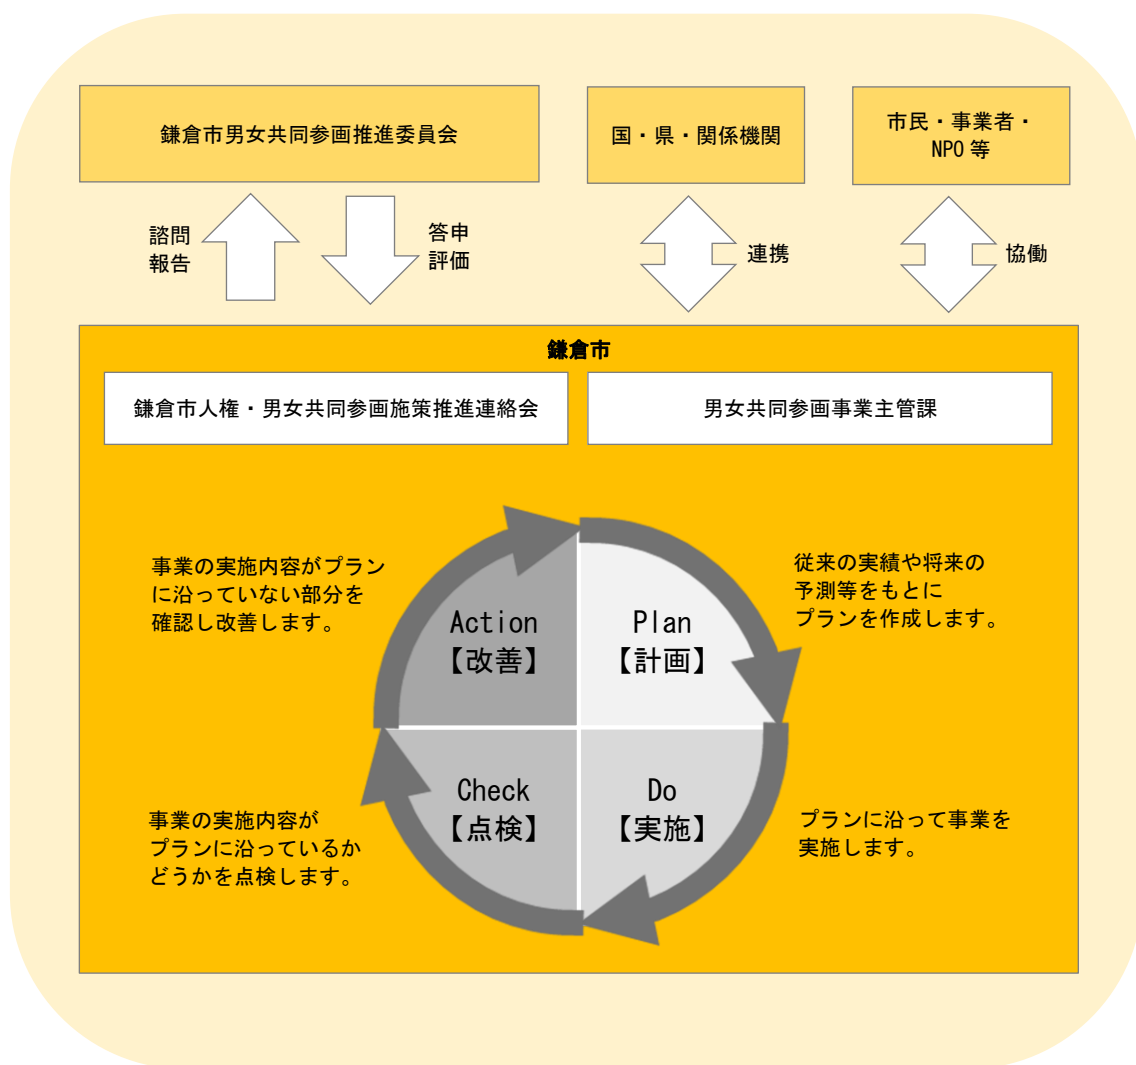 鎌倉市男女共同参画推進委員会
国・県・関係機関
市民・事業者・
NPO 等
諮問
報告
答申
評価
連携
協働
鎌倉市
鎌倉市人権・男女共同参画施策推進連絡会
男女共同参画事業主管課
事業の実施内容がプラン
に沿っていない部分を
確認し改善します。
Action
【改善】
Plan
【計画】
従来の実績や将来の
予測等をもとに
プランを作成します。
事業の実施内容が
プランに沿っているか
どうかを点検します。
Check
【点検】
Do
【実施】
プランに沿って事業を
実施します。